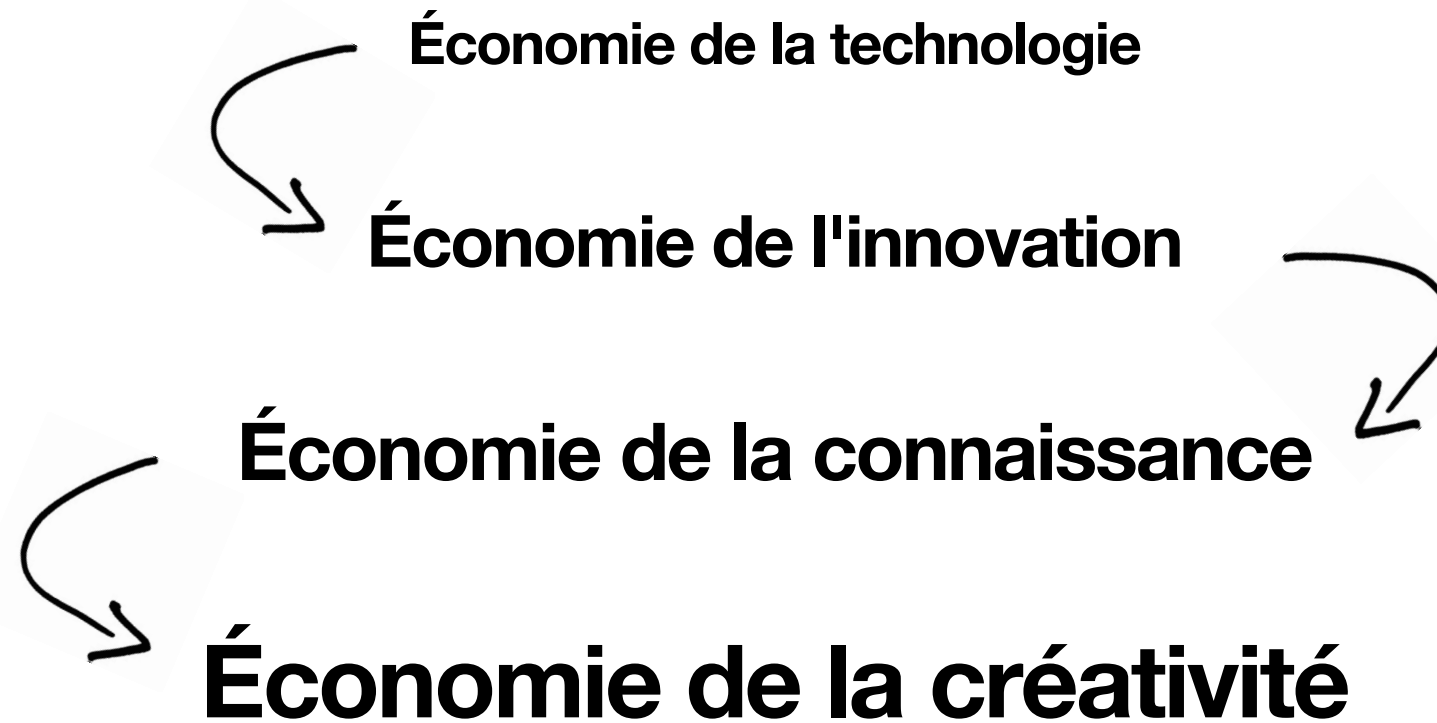 Économie de la technologie
Économie de l'innovation
Économie de la connaissance
Économie de la créativité